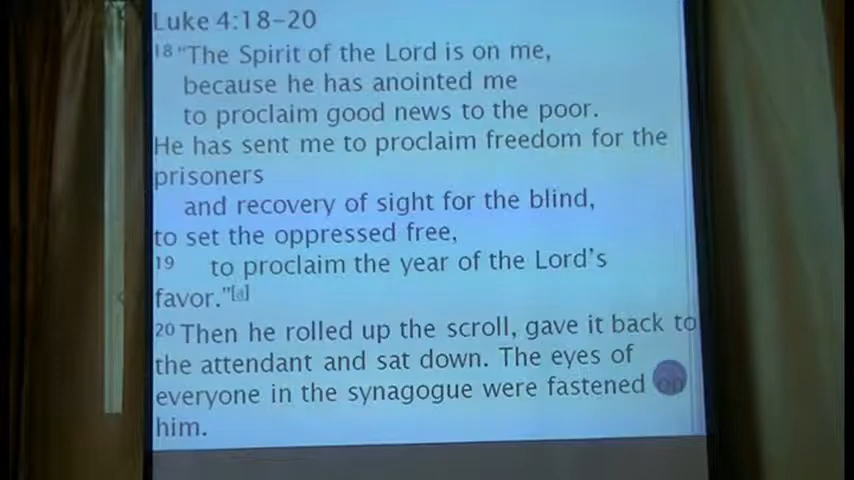 Luke 4:18-20
18 "The Spirit of the Lord is on me,
because he has anointed me
to proclaim good news to the poor.
He has sent me to proclaim freedom for the
prisoners
and recovery of sight for the blind,
to set the oppressed free,
19 to proclaim the year of the Lord's
favor."[a]
20 Then he rolled up the scroll, gave it back to
the attendant and sat down. The eyes of
everyone in the synagogue were fastened on
him.